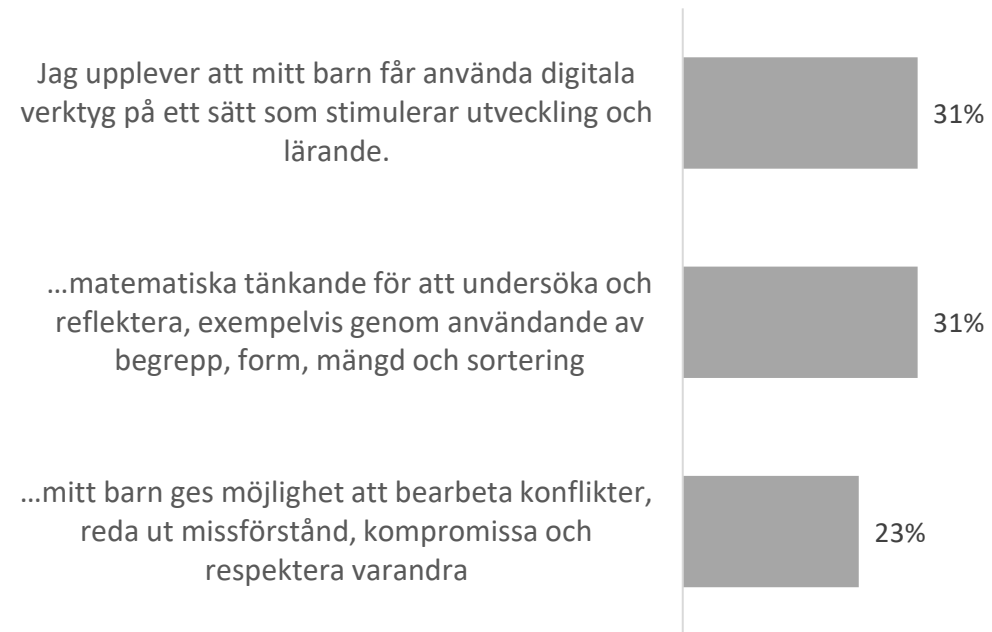 Jag upplever att mitt barn får använda digitala
verktyg på ett sätt som stimulerar utveckling och
lärande.
31%
…matematiska tänkande för att undersöka och
reflektera, exempelvis genom användande av
begrepp, form, mängd och sortering
31%
…mitt barn ges möjlighet att bearbeta konflikter,
reda ut missförstånd, kompromissa och
respektera varandra
23%